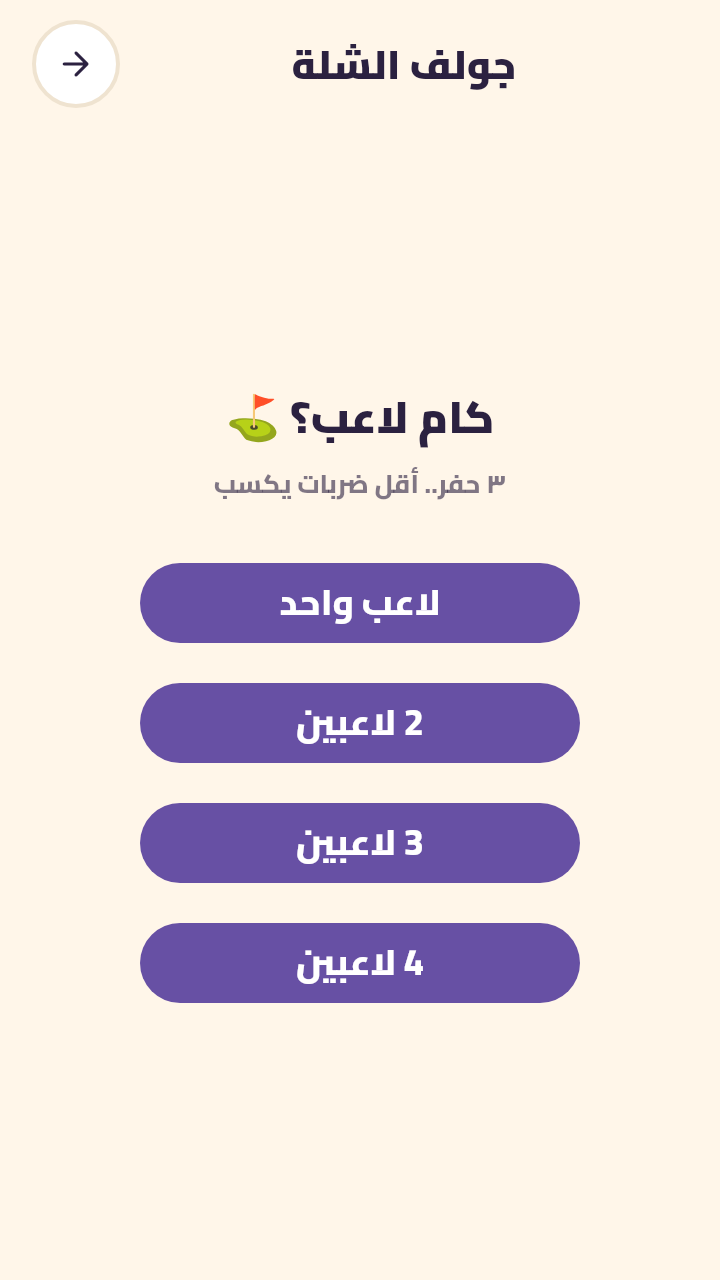 جولف الشلة
كام لاعب؟ ⛳
٣ حفر.. أقل ضربات يكسب
لاعب واحد
2 لاعبين
3 لاعبين
4 لاعبين